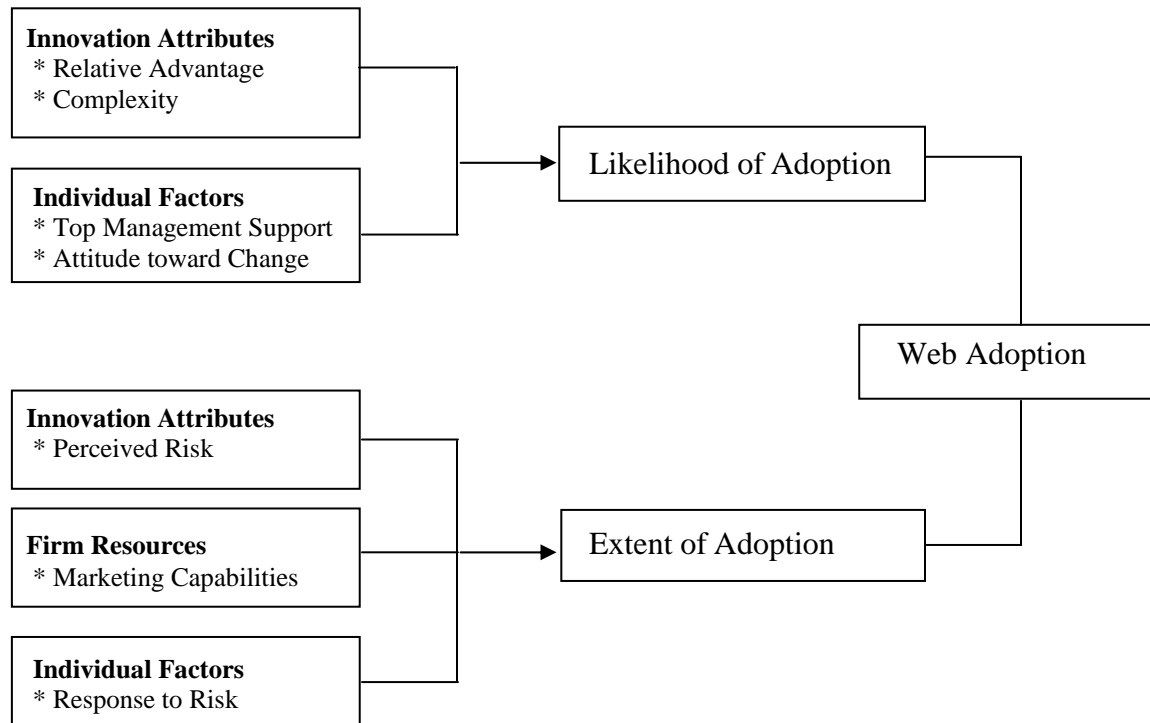 Innovation Attributes
* Relative Advantage
* Complexity
Individual Factors
* Top Management Support
* Attitude toward Change
Likelihood of Adoption
Web Adoption
Innovation Attributes
* Perceived Risk
Firm Resources
* Marketing Capabilities
Individual Factors
* Response to Risk
Extent of Adoption